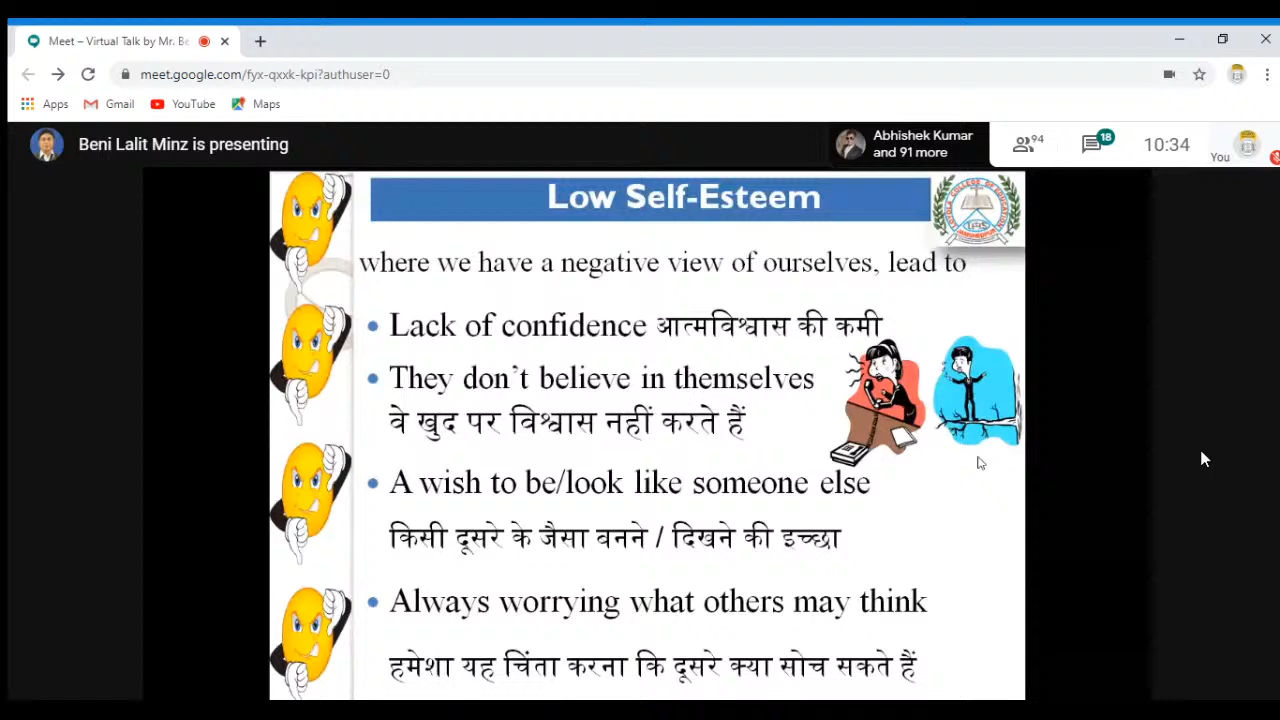 Meet – Virtual Talk by Mr. Be
meet.google.com/fyx-qxxk-kpi?authuser=0
Apps
Gmail
YouTube
Maps
Beni Lalit Minz is presenting
Abhishek Kumar
and 91 more
94
18
10:34
You
Low Self-Esteem
where we have a negative view of ourselves, lead to
• Lack of confidence आत्मविश्वास की कमी
• They don't believe in themselves
वे खुद पर विश्वास नहीं करते हैं
• A wish to be/look like someone else
किसी दूसरे के जैसा वनने / दिखने की इच्छा
• Always worrying what others may think
हमेशा यह चिंता करना कि दूसरे क्या सोच सकते हैं